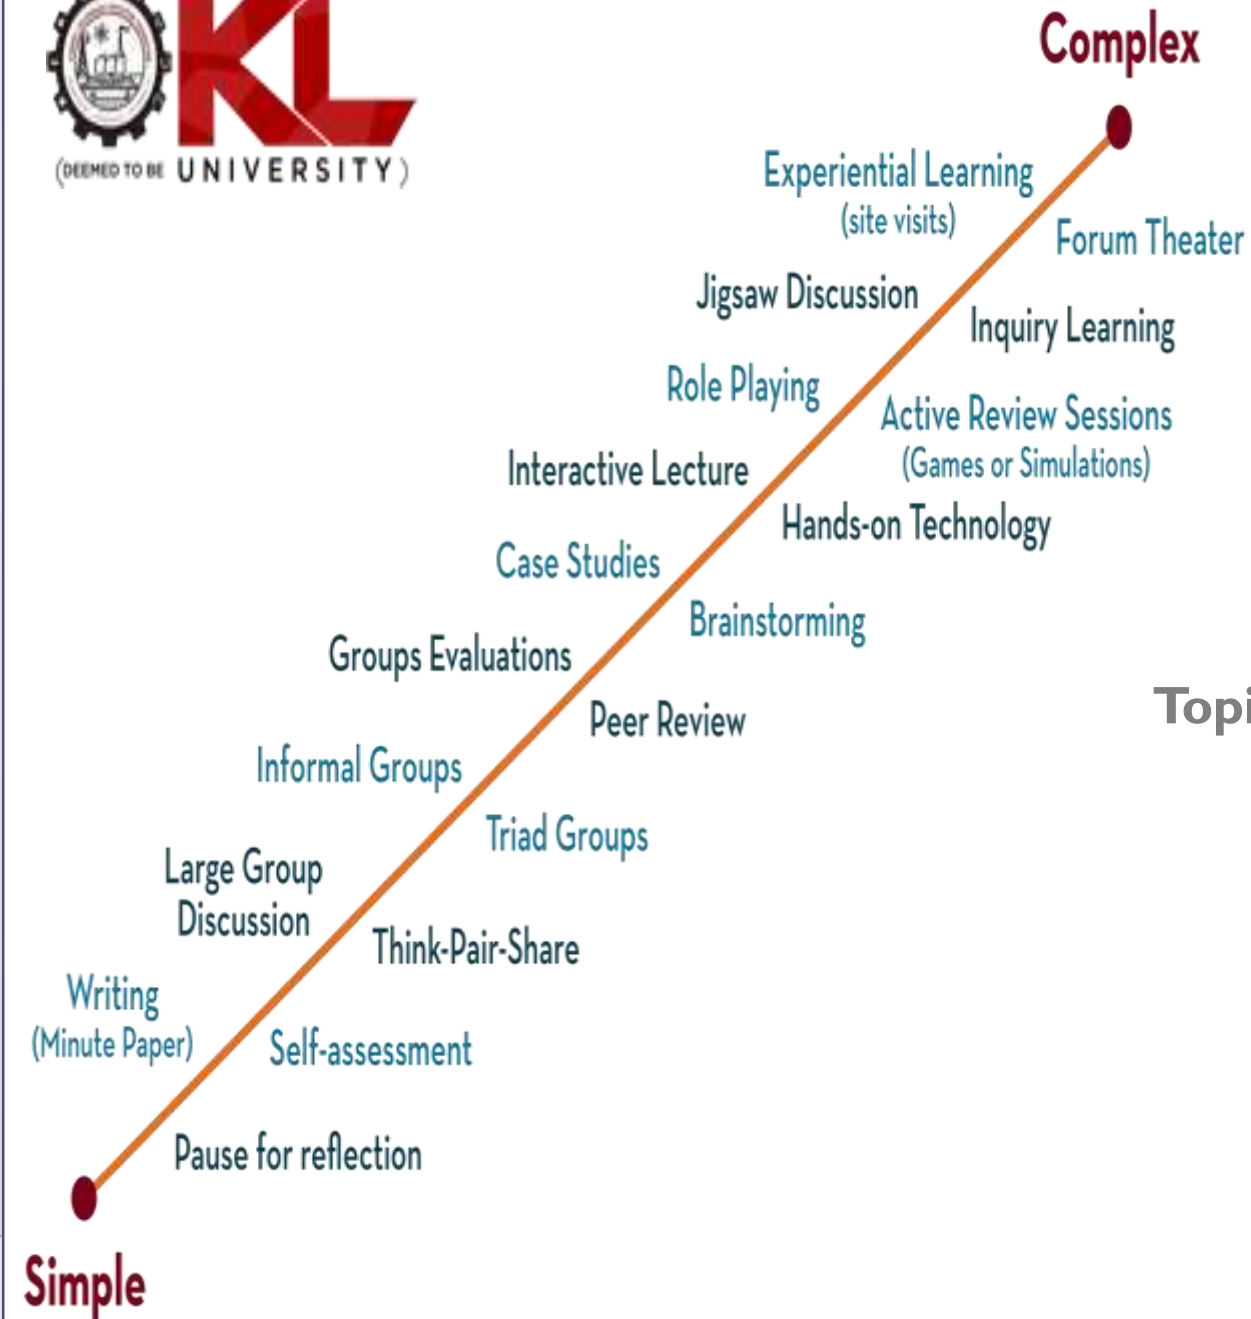 KL
(DEEMED TO BE UNIVERSITY)
Complex
Experiential Learning
(site visits)
Forum Theater
Jigsaw Discussion
Inquiry Learning
Role Playing
Active Review Sessions
(Games or Simulations)
Interactive Lecture
Hands-on Technology
Case Studies
Brainstorming
Groups Evaluations
Peer Review
Topi
Informal Groups
Triad Groups
Large Group
Discussion
Think-Pair-Share
Writing
(Minute Paper)
Self-assessment
Pause for reflection
Simple